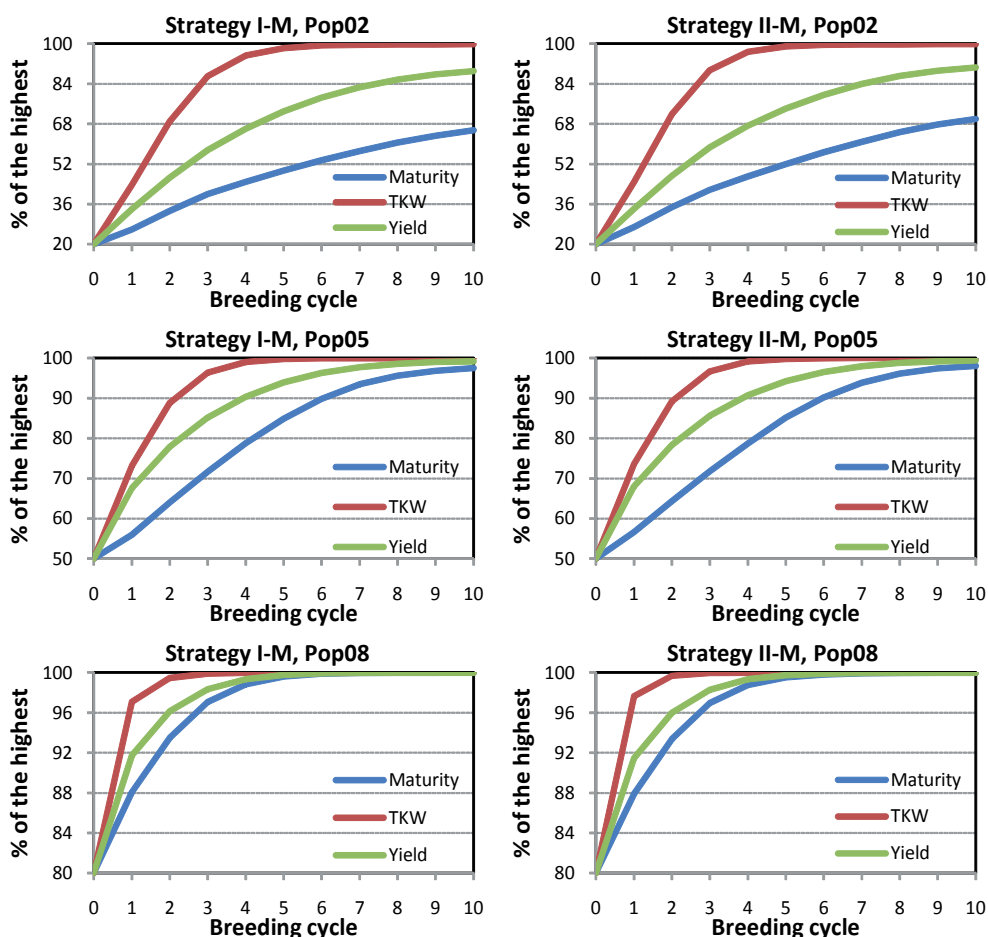 Strategy I-M, Pop02
% of the highest
100
84
68
52
36
20
Maturity
TKW
Yield
0 1 2 3 4 5 6 7 8 9 10
Breeding cycle
Strategy II-M, Pop02
% of the highest
100
84
68
52
36
20
Maturity
TKW
Yield
0 1 2 3 4 5 6 7 8 9 10
Breeding cycle
Strategy I-M, Pop05
% of the highest
100
90
80
70
60
50
Maturity
TKW
Yield
0 1 2 3 4 5 6 7 8 9 10
Breeding cycle
Strategy II-M, Pop05
% of the highest
100
90
80
70
60
50
Maturity
TKW
Yield
0 1 2 3 4 5 6 7 8 9 10
Breeding cycle
Strategy I-M, Pop08
% of the highest
100
96
92
88
84
80
Maturity
TKW
Yield
0 1 2 3 4 5 6 7 8 9 10
Breeding cycle
Strategy II-M, Pop08
% of the highest
100
96
92
88
84
80
Maturity
TKW
Yield
0 1 2 3 4 5 6 7 8 9 10
Breeding cycle